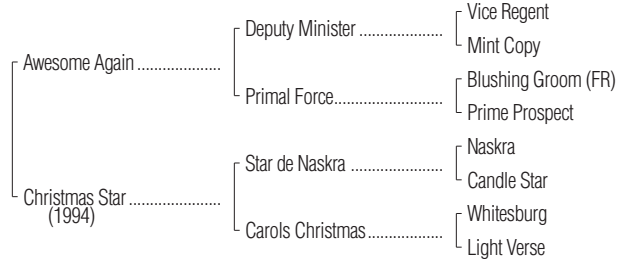 Vice Regent
Deputy Minister ....................
Mint Copy
Awesome Again ....................
Blushing Groom (FR)
Primal Force..........................
Prime Prospect
Naskra
Star de Naskra ......................
Candle Star
Christmas Star ......................
(1994)
Whitesburg
Carols Christmas..................
Light Verse